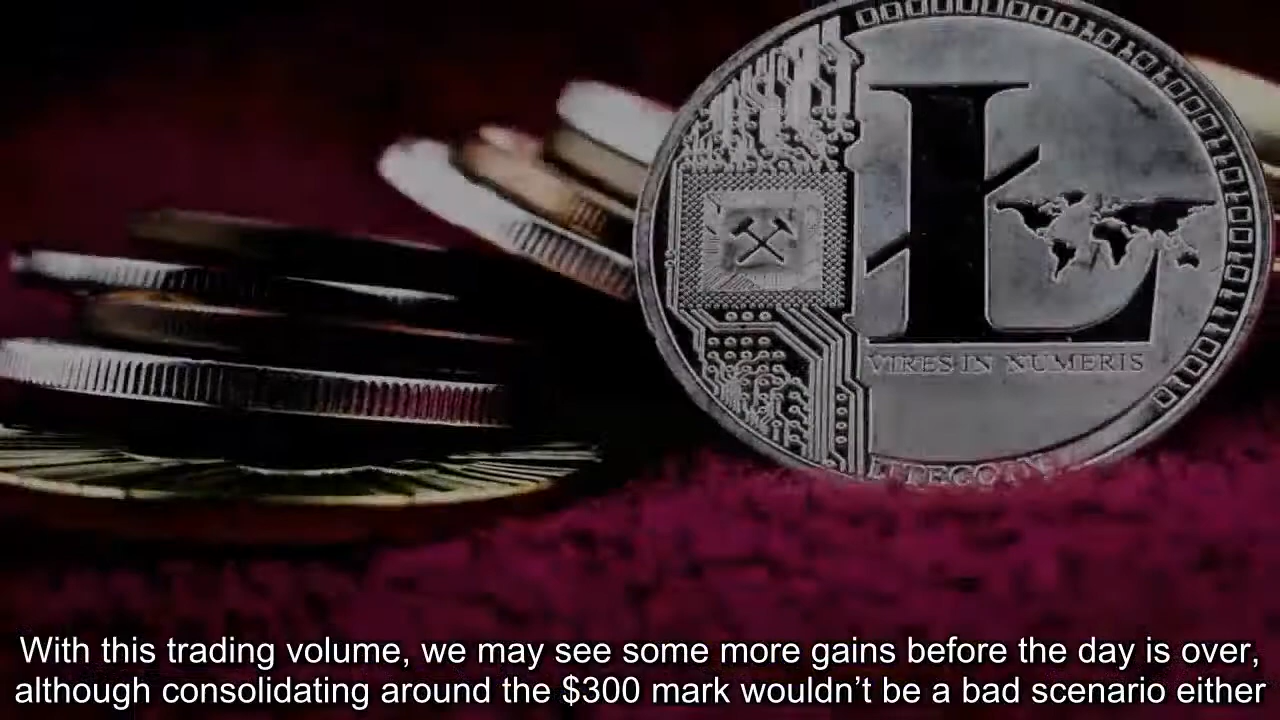 VIRES IN NUMERIS
LITECOIN
With this trading volume, we may see some more gains before the day is over,
although consolidating around the $300 mark wouldn’t be a bad scenario either